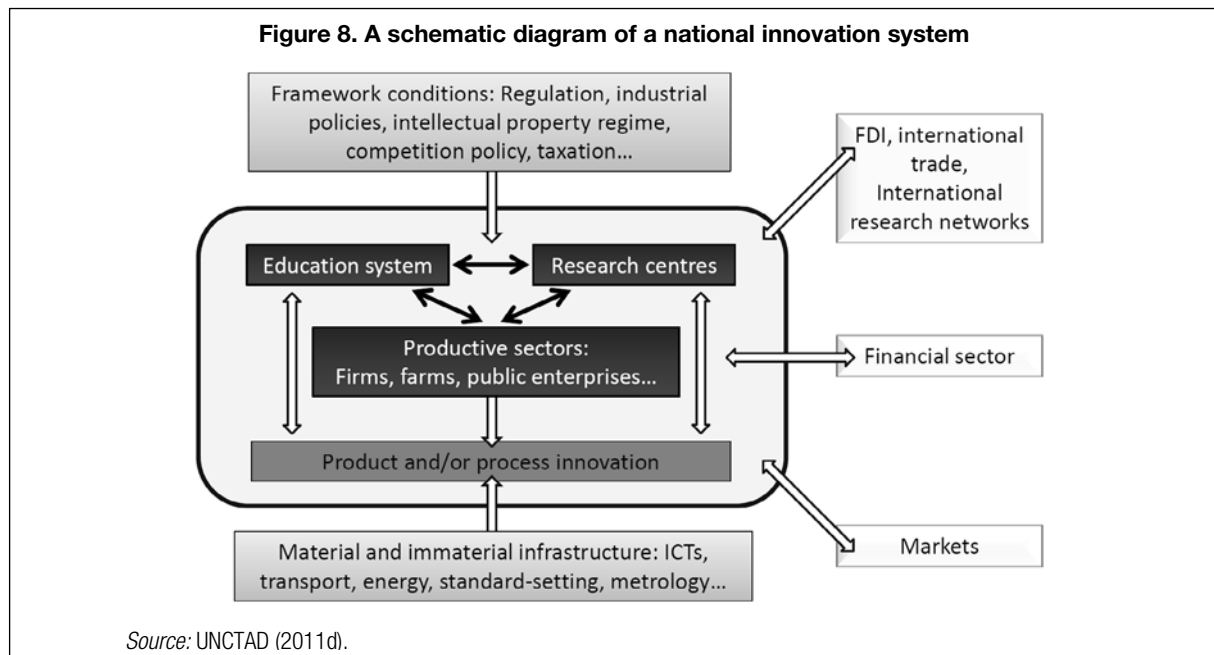 Figure 8. A schematic diagram of a national innovation system
Framework conditions: Regulation, industrial
policies, intellectual property regime,
competition policy, taxation…
FDI, international
trade,
International
research networks
Education system
Research centres
Productive sectors:
Firms, farms, public enterprises…
Financial sector
Product and/or process innovation
Material and immaterial infrastructure: ICTs,
transport, energy, standard-setting, metrology…
Markets
Source: UNCTAD (2011d).